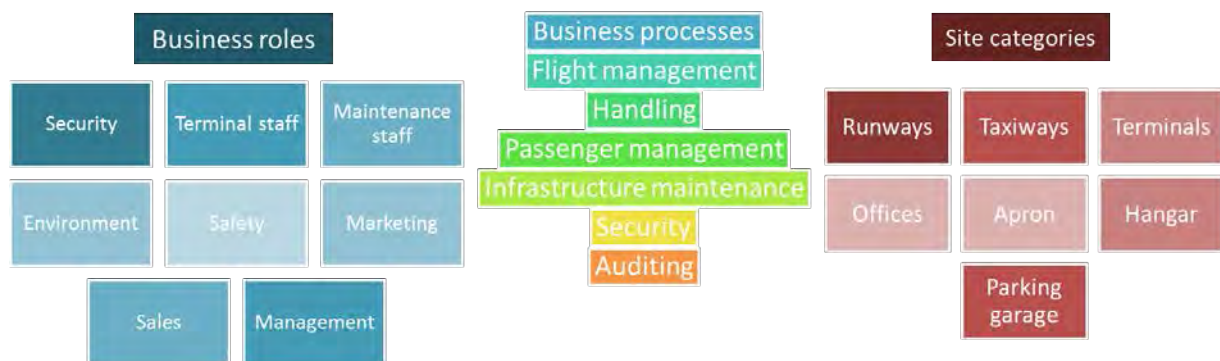 Business roles
Security
Terminal staff
Maintenance
staff
Environment
Safety
Marketing
Sales
Management
Business processes
Flight management
Handling
Passenger management
Infrastructure maintenance
Security
Auditing
Site categories
Runways
Taxiways
Terminals
Offices
Apron
Hangar
Parking
garage